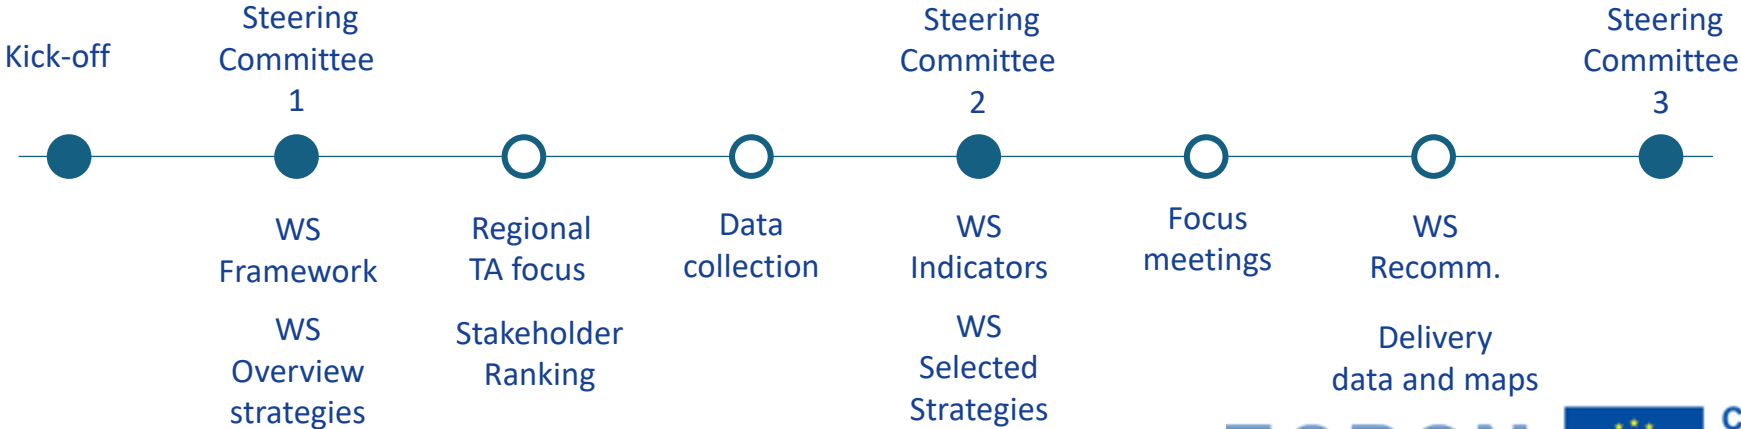 Kick-off
Steering
Committee
1
Steering
Committee
2
Steering
Committee
3
WS
Framework
WS
Overview
strategies
Regional
TA focus
Stakeholder
Ranking
Data
collection
WS
Indicators
WS
Selected
Strategies
Focus
meetings
WS
Recomm.
Delivery
data and maps